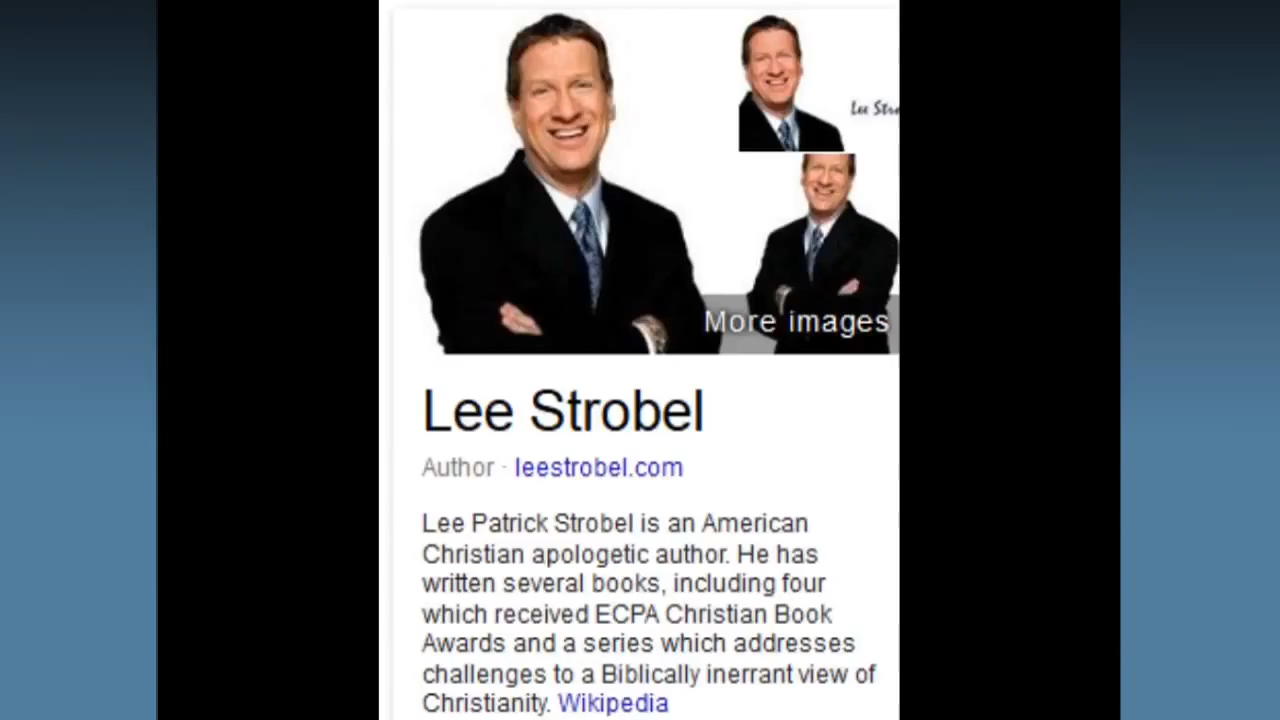 Lee Stro
More images
Lee Strobel
Author · leestrobel.com
Lee Patrick Strobel is an American
Christian apologetic author. He has
written several books, including four
which received ECPA Christian Book
Awards and a series which addresses
challenges to a Biblically inerrant view of
Christianity. Wikipedia